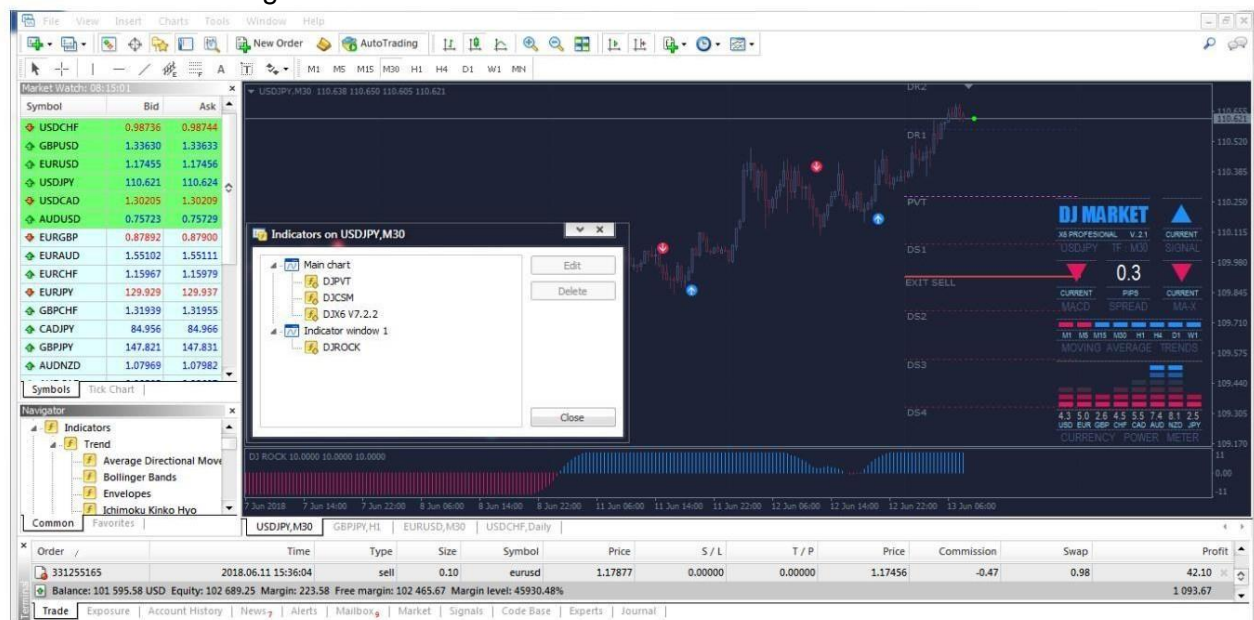 File View Insert Charts Tools Window Help
New Order AutoTrading
A T M1 M5 M15 M30 H1 H4 D1 W1 MN
Market Watch: 08:15:01
Symbol Bid Ask
USDCHF 0.98736 0.98744
GBPUSD 1.33630 1.33633
EURUSD 1.17455 1.17456
USDJPY 110.621 110.624
USDCAD 1.30205 1.30209
AUDUSD 0.75723 0.75729
EURGBP 0.87892 0.87900
EURAUD 1.55102 1.55111
EURCHF 1.15967 1.15979
EURJPY 129.929 129.937
GBPCHF 1.31939 1.31955
CADJPY 84.956 84.966
GBPJPY 147.821 147.831
AUDNZD 1.07969 1.07982
Symbols Tick Chart
Navigator
Indicators
Trend
Average Directional Move
Bollinger Bands
Envelopes
Ichimoku Kinko Hyo
Common Favorites
USDJPY,M30 110.638 110.650 110.605 110.621
DR2
DR1
PVT
DS1
EXIT SELL
DS2
DS3
DS4
110.655
110.621
110.520
110.385
110.250
110.115
109.980
109.845
109.710
109.575
109.440
109.305
109.170
Indicators on USDJPY,M30
Main chart
DJPVT
DJCSM
DJX6 V7.2.2
Indicator window 1
DJROCK
Edit
Delete
Close
DJ MARKET
X6 PROFESIONAL V.2.1 CURRENT
USDJPY TF : M30 SIGNAL
0.3
CURRENT PIPS CURRENT
MACD SPREAD MA-X
M1 M5 M15 M30 H1 H4 D1 W1
MOVING AVERAGE TRENDS
4.3 5.0 2.6 4.5 5.5 7.4 8.1 2.5
USD EUR GBP CHF CAD AUD NZD JPY
CURRENCY POWER METER
DJ ROCK 10.0000 10.0000 10.0000
11
0.00
-11
7 Jun 2018 7 Jun 14:00 7 Jun 22:00 8 Jun 06:00 8 Jun 14:00 8 Jun 22:00 11 Jun 06:00 11 Jun 14:00 11 Jun 22:00 12 Jun 06:00 12 Jun 14:00 12 Jun 22:00 13 Jun 06:00
USDJPY,M30 GBPJPY,H1 EURUSD,M30 USDCHF,Daily
Order / Time Type Size Symbol Price S / L T / P Price Commission Swap Profit
331255165 2018.06.11 15:36:04 sell 0.10 eurusd 1.17877 0.00000 0.00000 1.17456 -0.47 0.98 42.10
Balance: 101 595.58 USD Equity: 102 689.25 Margin: 223.58 Free margin: 102 465.67 Margin level: 45930.48% 1 093.67
Terminal
Trade Exposure Account History News 7 Alerts Mailbox 9 Market Signals Code Base Experts Journal